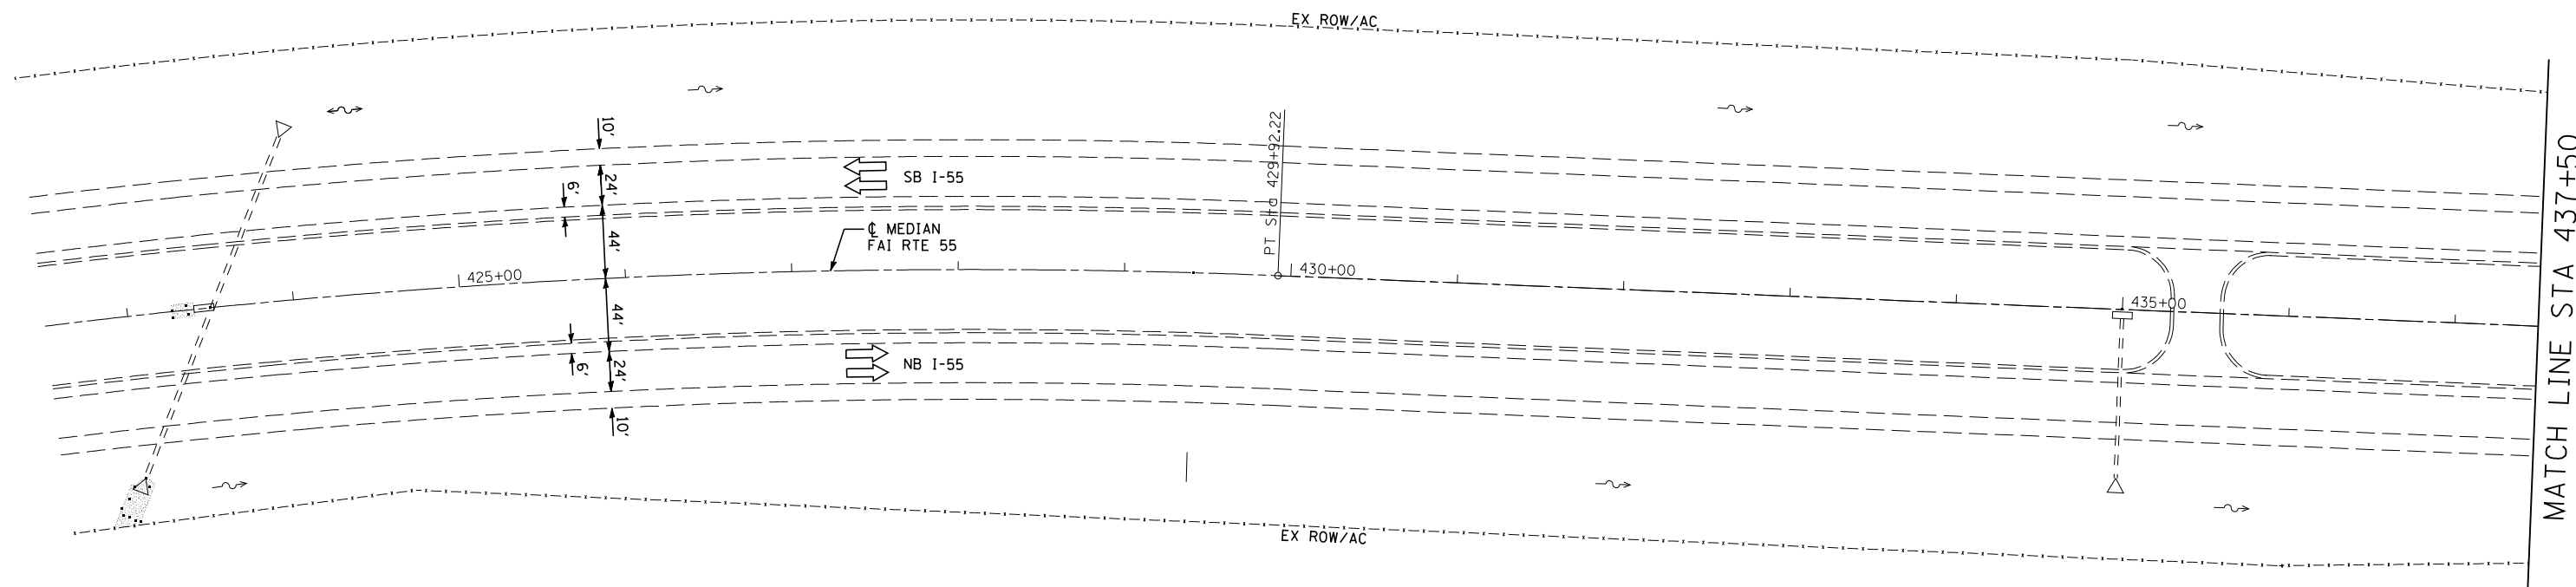 EX ROW/AC
10'
24'
6'
SB I-55
44'
℄ MEDIAN
FAI RTE 55
PT Sta 429+92.22
425+00
430+00
435+00
44'
6'
24'
NB I-55
10'
EX ROW/AC
MATCH LINE STA 437+50